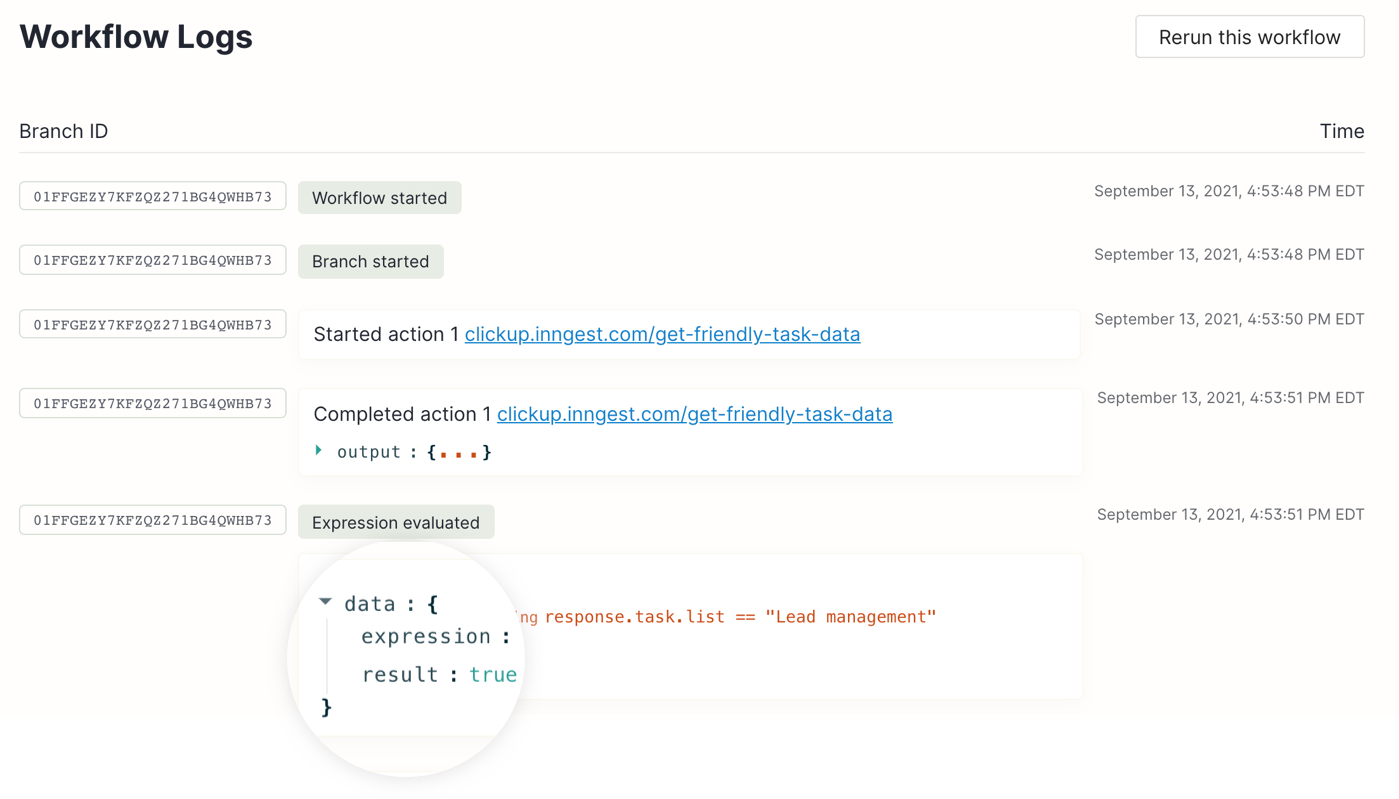 Workflow Logs
Rerun this workflow
Branch ID
Time
01FFGEZY7KFZQZ271BG4QWHB73 Workflow started September 13, 2021, 4:53:48 PM EDT
01FFGEZY7KFZQZ271BG4QWHB73 Branch started September 13, 2021, 4:53:48 PM EDT
01FFGEZY7KFZQZ271BG4QWHB73 Started action 1 clickup.inngest.com/get-friendly-task-data September 13, 2021, 4:53:50 PM EDT
01FFGEZY7KFZQZ271BG4QWHB73 Completed action 1 clickup.inngest.com/get-friendly-task-data September 13, 2021, 4:53:51 PM EDT
output : {...}
01FFGEZY7KFZQZ271BG4QWHB73 Expression evaluated September 13, 2021, 4:53:51 PM EDT
data : {
response.task.list == "Lead management"
expression :
result : true
}